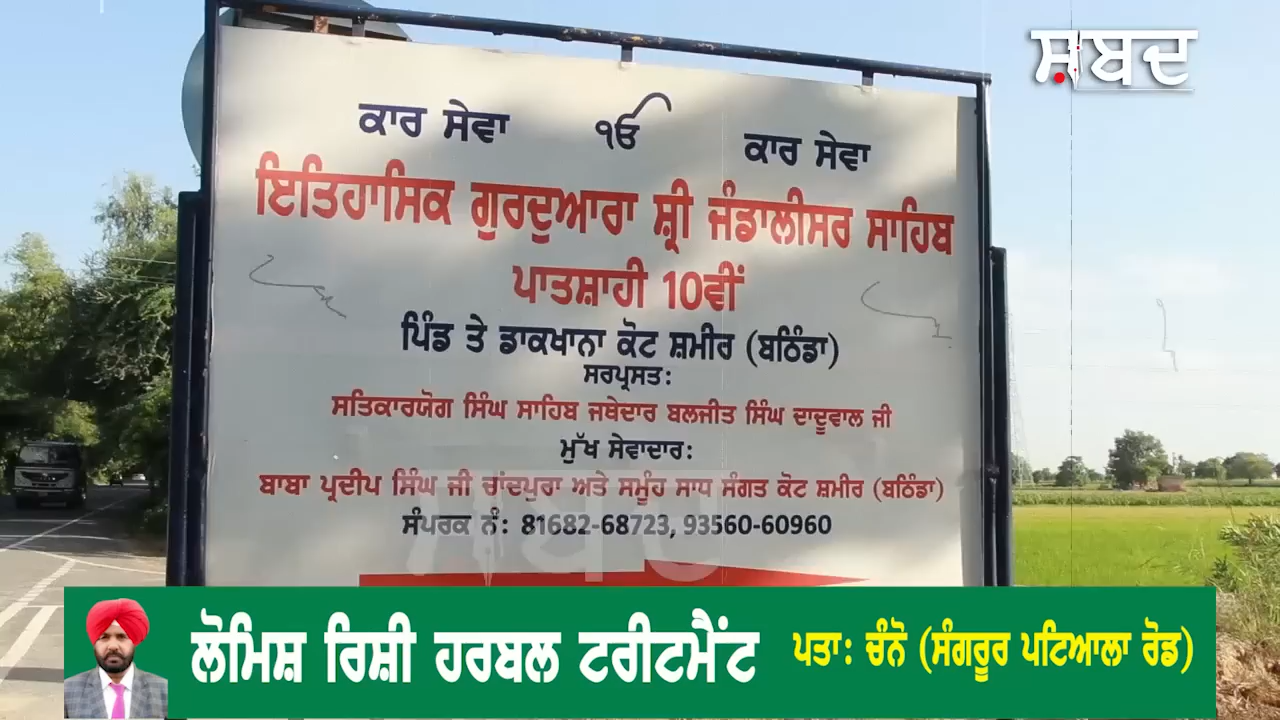 ਸ਼ਬਦ
ਕਾਰ ਸੇਵਾ ੴ ਕਾਰ ਸੇਵਾ
ਇਤਿਹਾਸਿਕ ਗੁਰਦੁਆਰਾ ਸ਼੍ਰੀ ਜੰਡਾਲੀਸਰ ਸਾਹਿਬ
ਪਾਤਸ਼ਾਹੀ 10ਵੀਂ
ਪਿੰਡ ਤੇ ਡਾਕਖਾਨਾ ਕੋਟ ਸ਼ਮੀਰ (ਬਠਿੰਡਾ)
ਸਰਪ੍ਰਸਤ:
ਸਤਿਕਾਰਯੋਗ ਸਿੰਘ ਸਾਹਿਬ ਜਥੇਦਾਰ ਬਲਜੀਤ ਸਿੰਘ ਦਾਦੂਵਾਲ ਜੀ
ਮੁੱਖ ਸੇਵਾਦਾਰ:
ਬਾਬਾ ਪ੍ਰਦੀਪ ਸਿੰਘ ਜੀ ਚਾਂਦਪੁਰਾ ਅਤੇ ਸਮੂੰਹ ਸਾਧ ਸੰਗਤ ਕੋਟ ਸ਼ਮੀਰ (ਬਠਿੰਡਾ)
ਸੰਪਰਕ ਨੰ: 81682-68723, 93560-60960
ਸ਼ਬਦ
ਲੋਮਿਸ਼ ਰਿਸ਼ੀ ਹਰਬਲ ਟਰੀਟਮੈਂਟ ਪਤਾ: ਚੰਨੋ (ਸੰਗਰੂਰ ਪਟਿਆਲਾ ਰੋਡ)